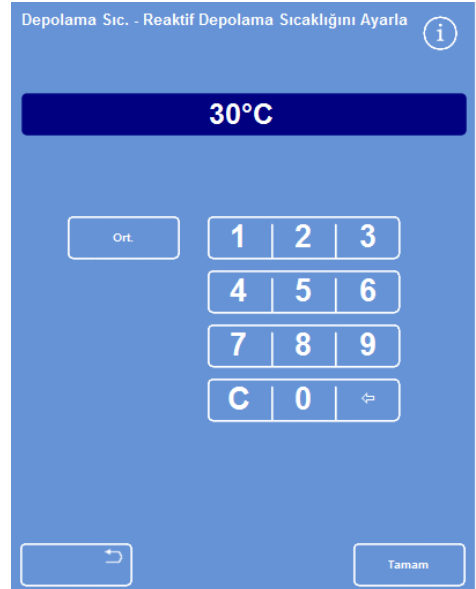 Depolama Sıc. - Reaktif Depolama Sıcaklığını Ayarla
i
30°C
Ort.
1 2 3
4 5 6
7 8 9
C 0
Tamam